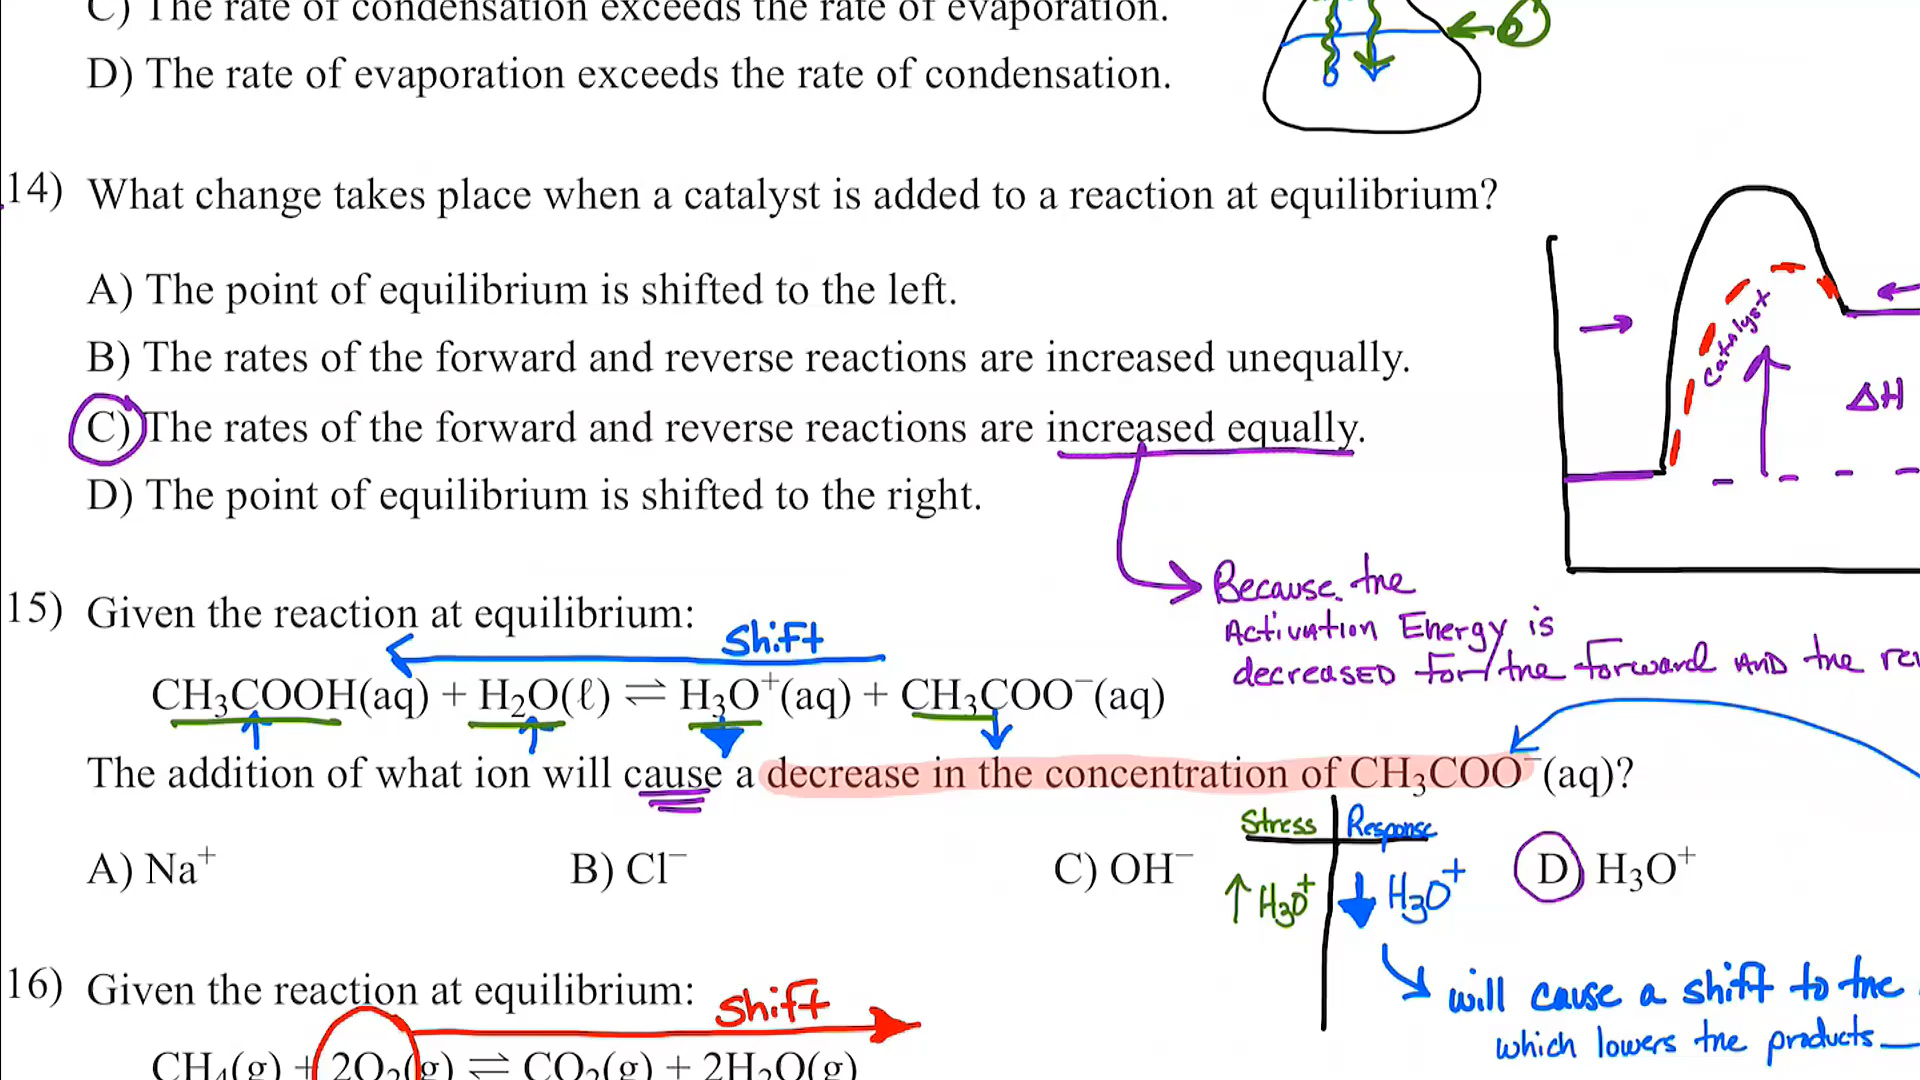 C) The rate of condensation exceeds the rate of evaporation.
D) The rate of evaporation exceeds the rate of condensation.
14) What change takes place when a catalyst is added to a reaction at equilibrium?
A) The point of equilibrium is shifted to the left.
B) The rates of the forward and reverse reactions are increased unequally.
C) The rates of the forward and reverse reactions are increased equally.
D) The point of equilibrium is shifted to the right.
Catalyst
ΔH
Because the
Activation Energy is
decreased for the forward AND the
15) Given the reaction at equilibrium:
Shift
CH₃COOH(aq) + H₂O(ℓ) ⇌ H₃O⁺(aq) + CH₃COO⁻(aq)
The addition of what ion will cause a decrease in the concentration of CH₃COO⁻(aq)?
Stress Response
A) Na⁺ B) Cl⁻ C) OH⁻ D) H₃O⁺
↑ H₃O⁺ ↓ H₃O⁺
will cause a shift to the
which lowers the products
16) Given the reaction at equilibrium:
Shift
CH₄(g) + 2O₂(g) ⇌ CO₂(g) + 2H₂O(g)